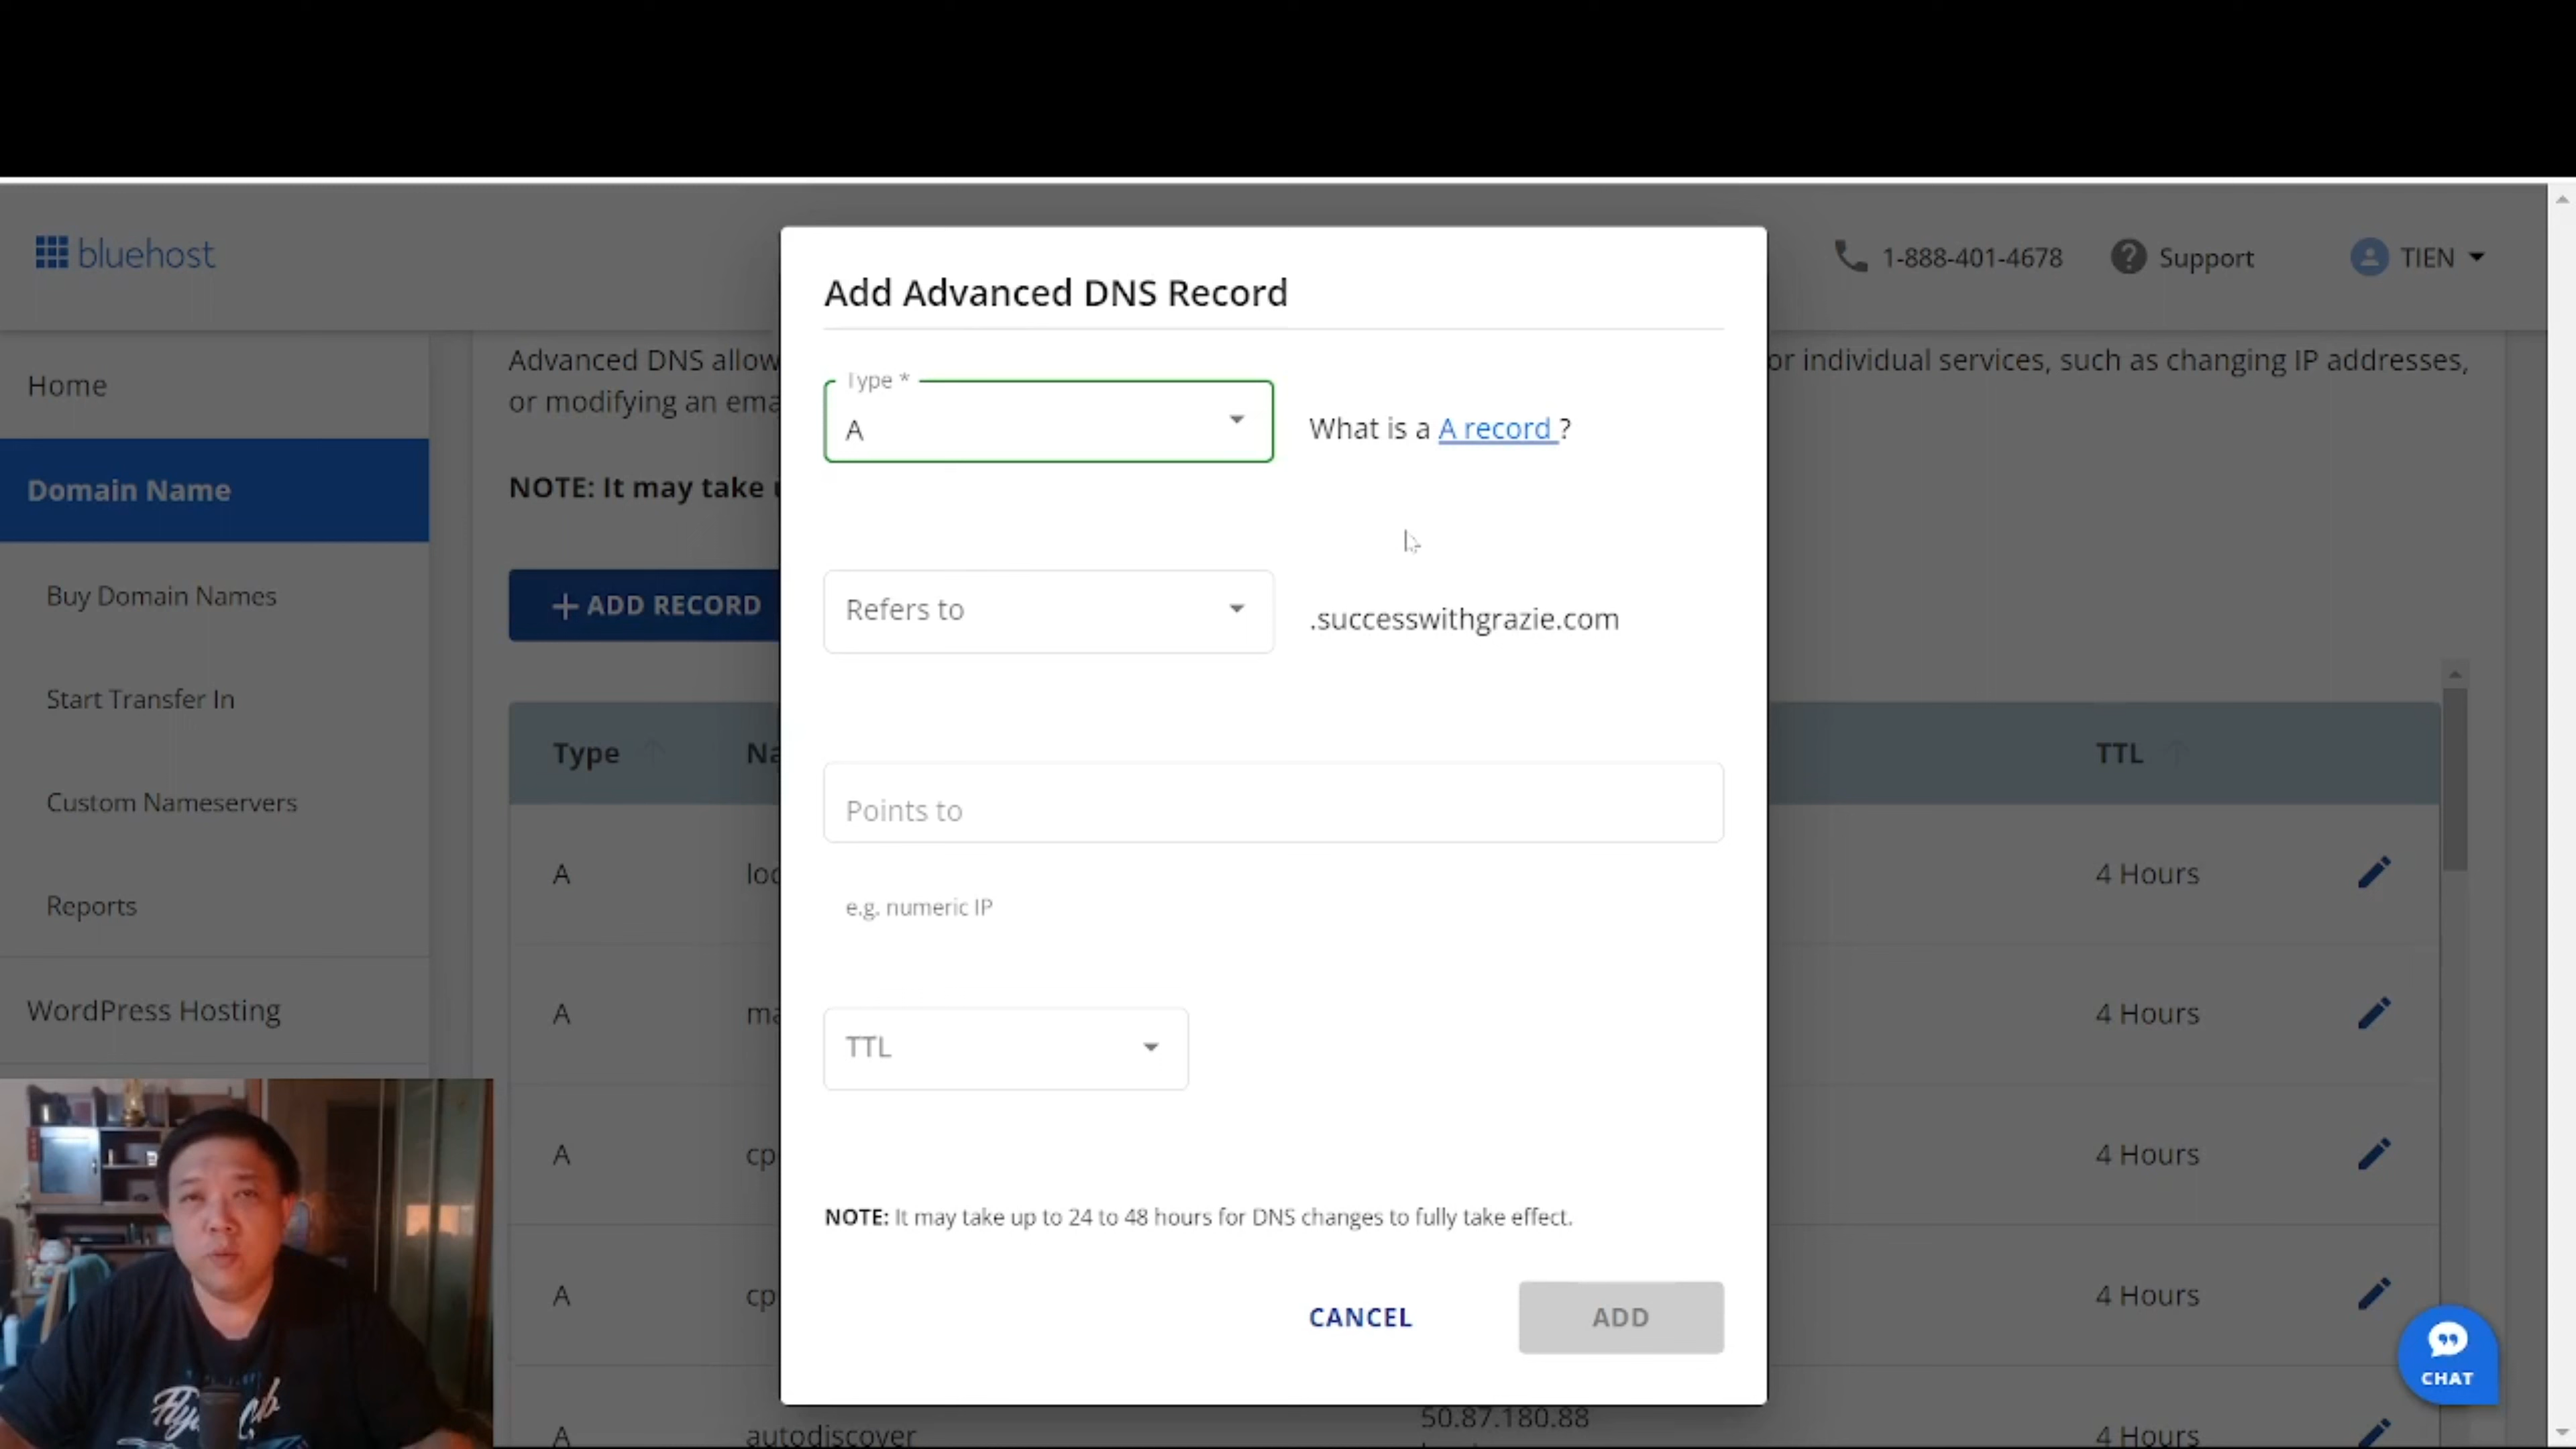 bluehost
1-888-401-4678
Support
TIEN
Home
Domain Name
Buy Domain Names
Start Transfer In
Custom Nameservers
Reports
WordPress Hosting
Advanced DNS allow
or individual services, such as changing IP addresses,
or modifying an ema
NOTE: It may take
+ ADD RECORD
Type
Na
TTL
A
loc
4 Hours
A
ma
4 Hours
A
cp
4 Hours
A
cp
4 Hours
A
autodiscover
50.87.180.88
4 Hours
Add Advanced DNS Record
Type *
A
What is a A record ?
Refers to
.successwithgrazie.com
Points to
e.g. numeric IP
TTL
NOTE: It may take up to 24 to 48 hours for DNS changes to fully take effect.
CANCEL
ADD
CHAT